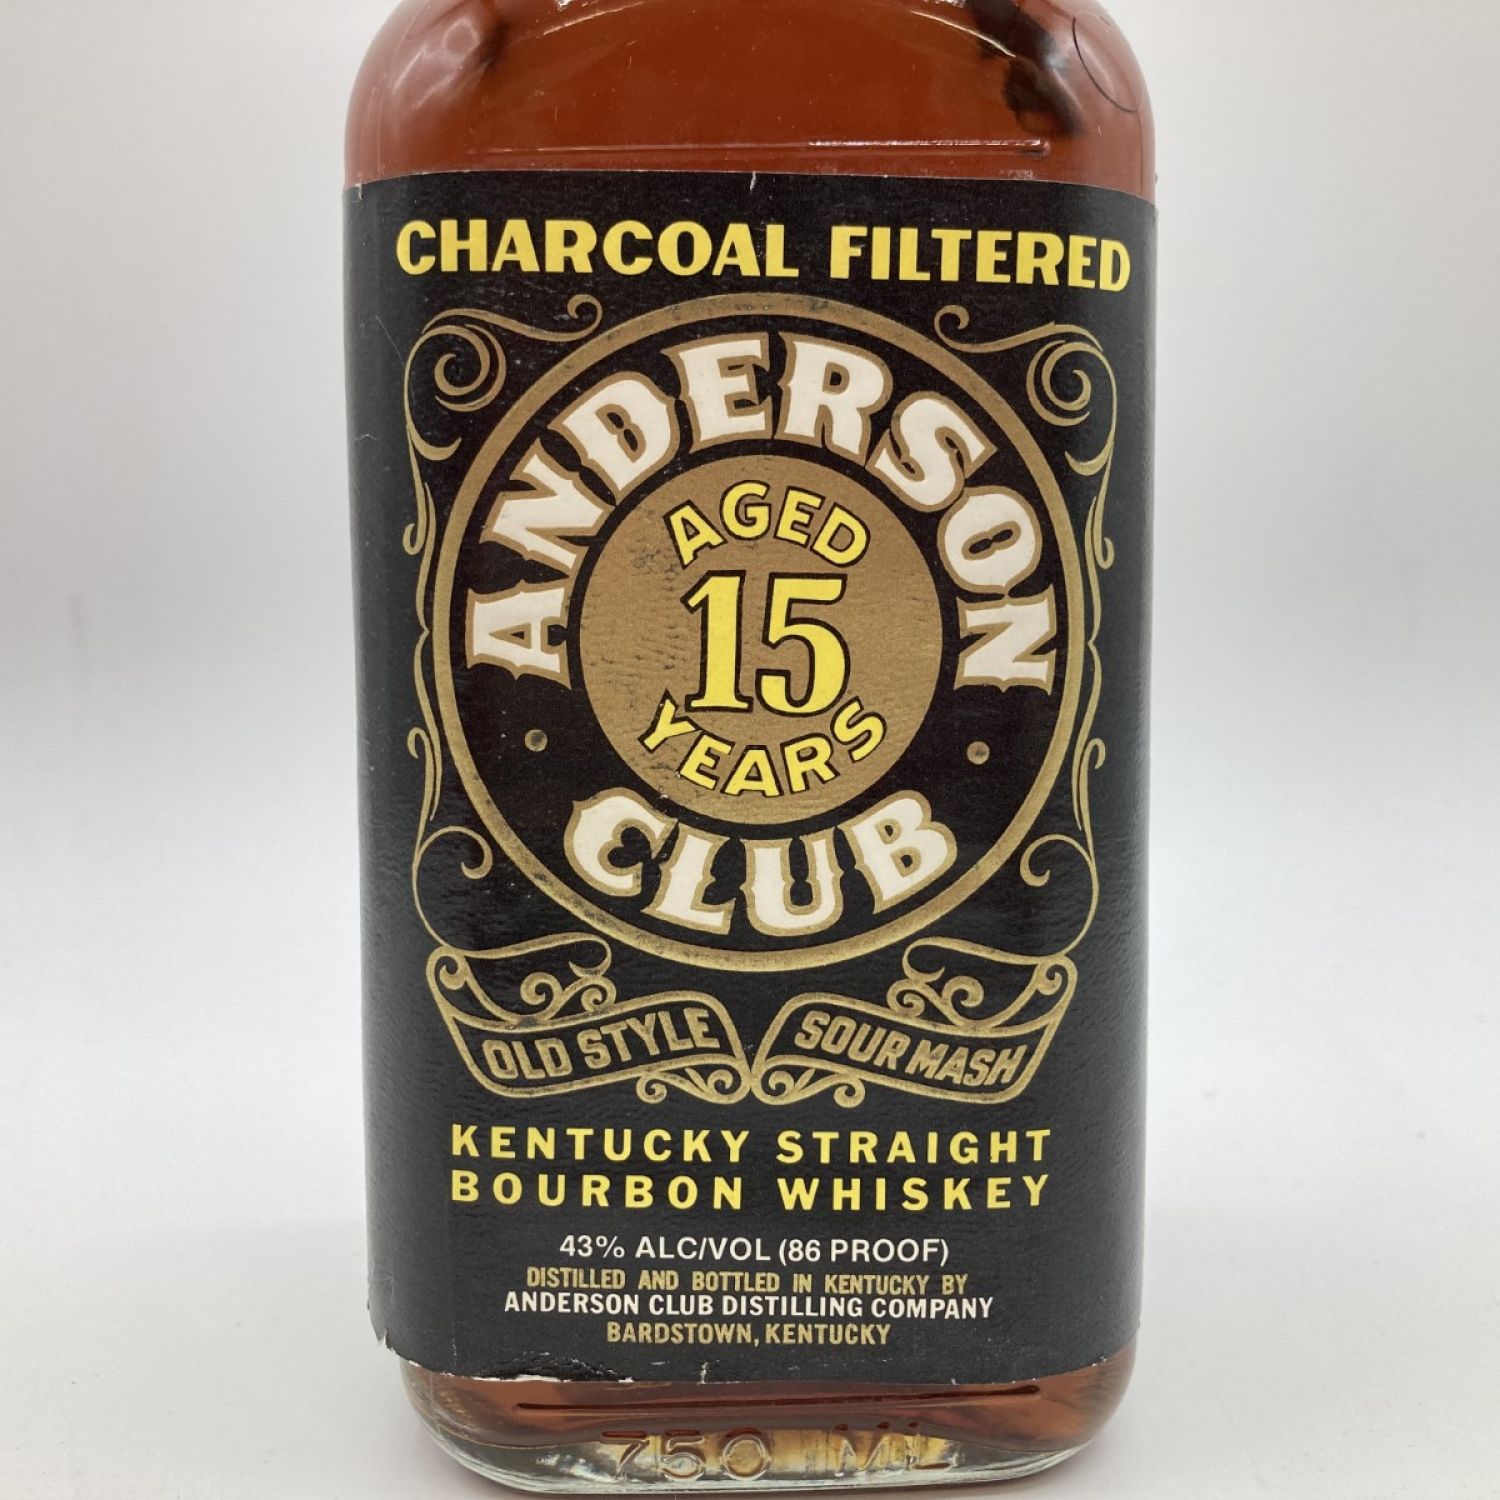 CHARCOAL FILTERED
ANDERSON
AGED
15
YEARS
CLUB
OLD STYLE SOUR MASH
KENTUCKY STRAIGHT
BOURBON WHISKEY
43% ALC/VOL (86 PROOF)
DISTILLED AND BOTTLED IN KENTUCKY BY
ANDERSON CLUB DISTILLING COMPANY
BARDSTOWN, KENTUCKY
750 ML